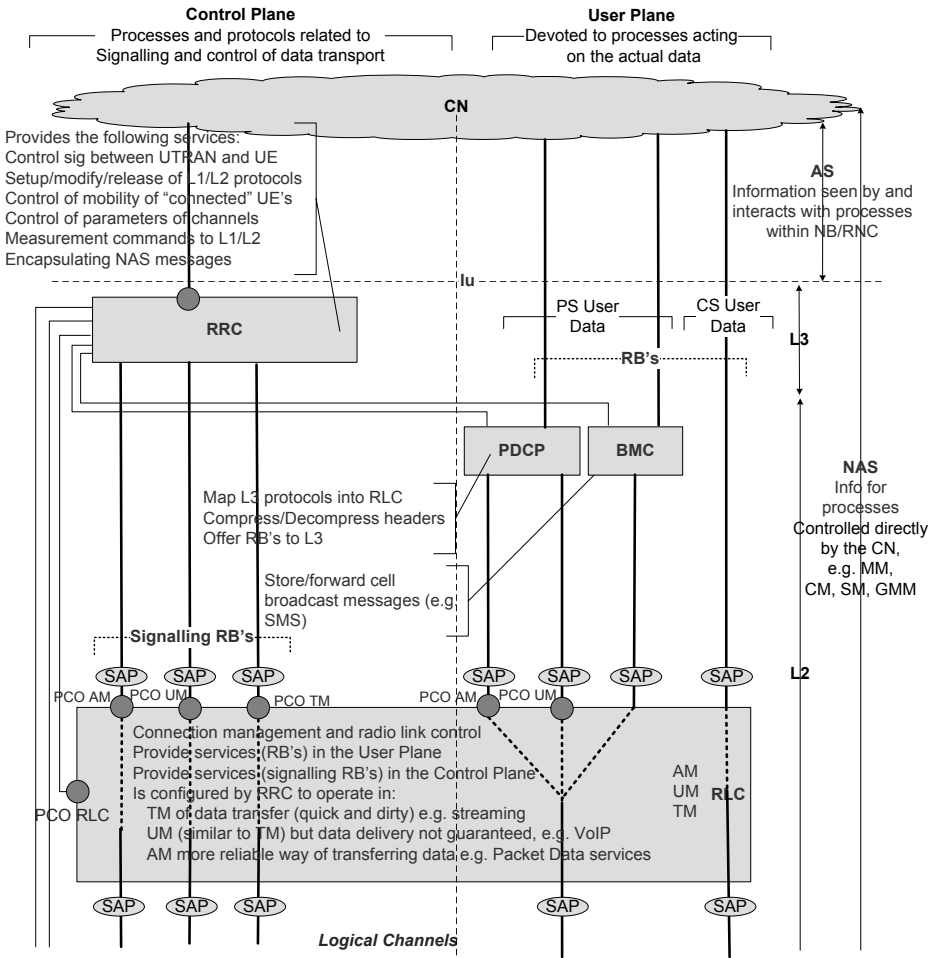 Control Plane
Processes and protocols related to
Signalling and control of data transport
User Plane
Devoted to processes acting
on the actual data
CN
Provides the following services:
Control sig between UTRAN and UE
Setup/modify/release of L1/L2 protocols
Control of mobility of “connected” UE’s
Control of parameters of channels
Measurement commands to L1/L2
Encapsulating NAS messages
AS
Information seen by and
interacts with processes
within NB/RNC
Iu
RRC
PS User
Data
CS User
Data
RB's
L3
PDCP
BMC
Map L3 protocols into RLC
Compress/Decompress headers
Offer RB’s to L3
NAS
Info for
processes
Controlled directly
by the CN,
e.g. MM,
CM, SM, GMM
Store/forward cell
broadcast messages (e.g.
SMS)
Signalling RB's
SAP
SAP
SAP
SAP
SAP
SAP
SAP
L2
PCO AM
PCO UM
PCO TM
PCO AM
PCO UM
Connection management and radio link control
Provide services (RB’s) in the User Plane
Provide services (signalling RB’s) in the Control Plane
Is configured by RRC to operate in:
TM of data transfer (quick and dirty) e.g. streaming
UM (similar to TM) but data delivery not guaranteed, e.g. VoIP
AM more reliable way of transferring data e.g. Packet Data services
AM
UM
TM
RLC
PCO RLC
SAP
SAP
SAP
SAP
SAP
Logical Channels